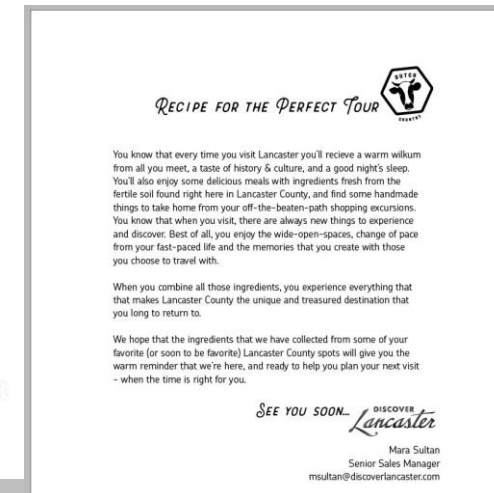 DUTCH
COUNTRY
RECIPE FOR THE PERFECT TOUR
You know that every time you visit Lancaster you'll recieve a warm wilkum
from all you meet, a taste of history & culture, and a good night's sleep.
You'll also enjoy some delicious meals with ingredients fresh from the
fertile soil found right here in Lancaster County, and find some handmade
things to take home from your off-the-beaten-path shopping excursions.
You know that when you visit, there are always new things to experience
and discover. Best of all, you enjoy the wide-open-spaces, change of pace
from your fast-paced life and the memories that you create with those
you choose to travel with.
When you combine all those ingredients, you experience everything that
that makes Lancaster County the unique and treasured destination that
you long to return to.
We hope that the ingredients that we have collected from some of your
favorite (or soon to be favorite) Lancaster County spots will give you the
warm reminder that we're here, and ready to help you plan your next visit
- when the time is right for you.
SEE YOU SOON... DISCOVER
Lancaster
Mara Sultan
Senior Sales Manager
msultan@discoverlancaster.com